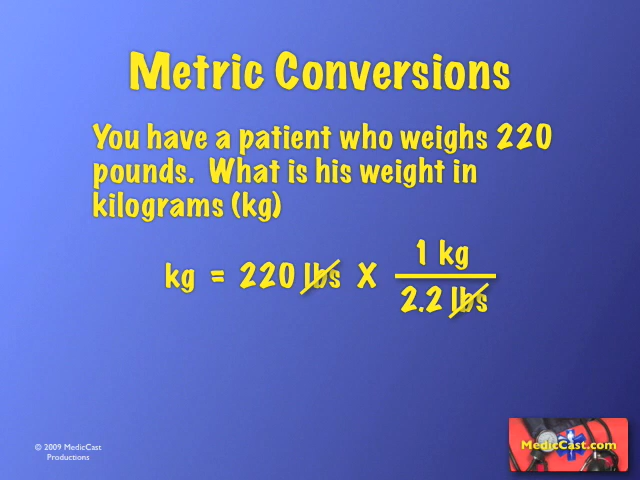 Metric Conversions
You have a patient who weighs 220
pounds. What is his weight in
kilograms (kg)
kg = 220 lbs X 1 kg
2.2 lbs
© 2009 MedicCast
Productions
MedicCast.com